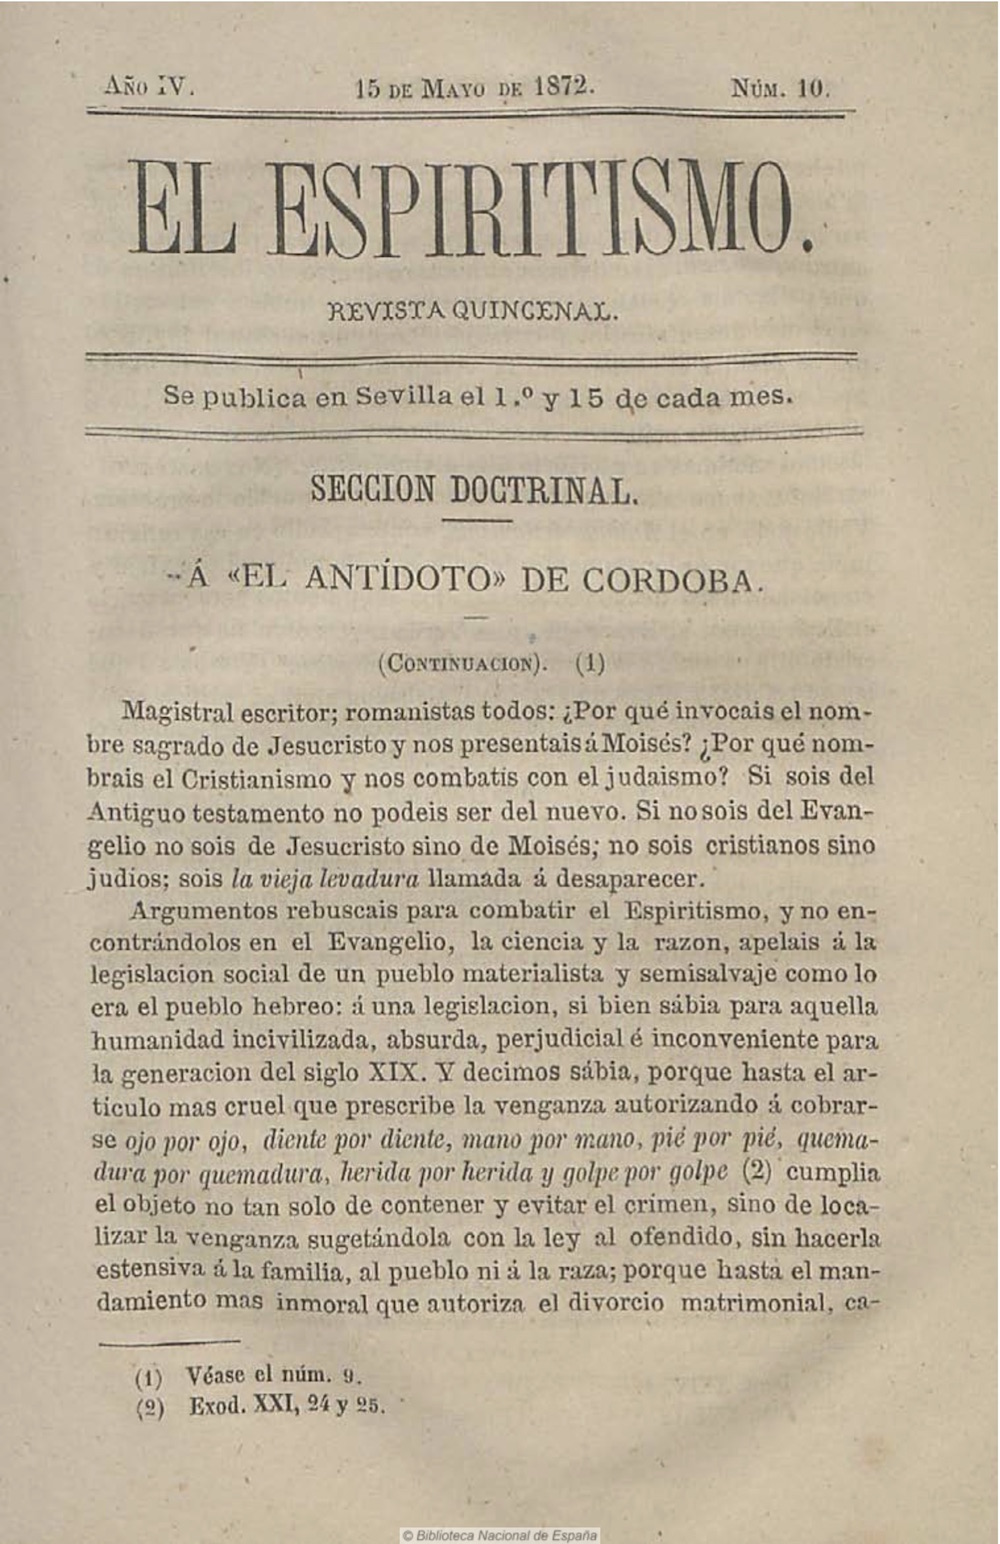 AÑO IV. 15 DE MAYO DE 1872. NÚM. 10.
EL ESPIRITISMO.
REVISTA QUINCENAL.
Se publica en Sevilla el 1.º y 15 de cada mes.
SECCION DOCTRINAL.
Á «EL ANTÍDOTO» DE CORDOBA.
(CONTINUACION). (1)
Magistral escritor; romanistas todos: ¿Por qué invocais el nom-
bre sagrado de Jesucristo y nos presentais á Moisés? ¿Por qué nom-
brais el Cristianismo y nos combatís con el judaismo? Si sois del
Antiguo testamento no podeis ser del nuevo. Si no sois del Evan-
gelio no sois de Jesucristo sino de Moisés; no sois cristianos sino
judíos; sois la vieja levadura llamada á desaparecer.
Argumentos rebuscais para combatir el Espiritismo, y no en-
contrándolos en el Evangelio, la ciencia y la razon, apelais á la
legislacion social de un pueblo materialista y semisalvaje como lo
era el pueblo hebreo: á una legislacion, si bien sábia para aquella
humanidad incivilizada, absurda, perjudicial é inconveniente para
la generacion del siglo XIX. Y decimos sábia, porque hasta el ar-
tículo mas cruel que prescribe la venganza autorizando á cobrar-
se ojo por ojo, diente por diente, mano por mano, pié por pié, quema-
dura por quemadura, herida por herida y golpe por golpe (2) cumplia
el objeto no tan solo de contener y evitar el crimen, sino de loca-
lizar la venganza sugetándola con la ley al ofendido, sin hacerla
estensiva á la familia, al pueblo ni á la raza; porque hasta el man-
damiento mas inmoral que autoriza el divorcio matrimonial, ca-
(1) Véase el núm. 9.
(2) Exod. XXI, 24 y 25.
© Biblioteca Nacional de España